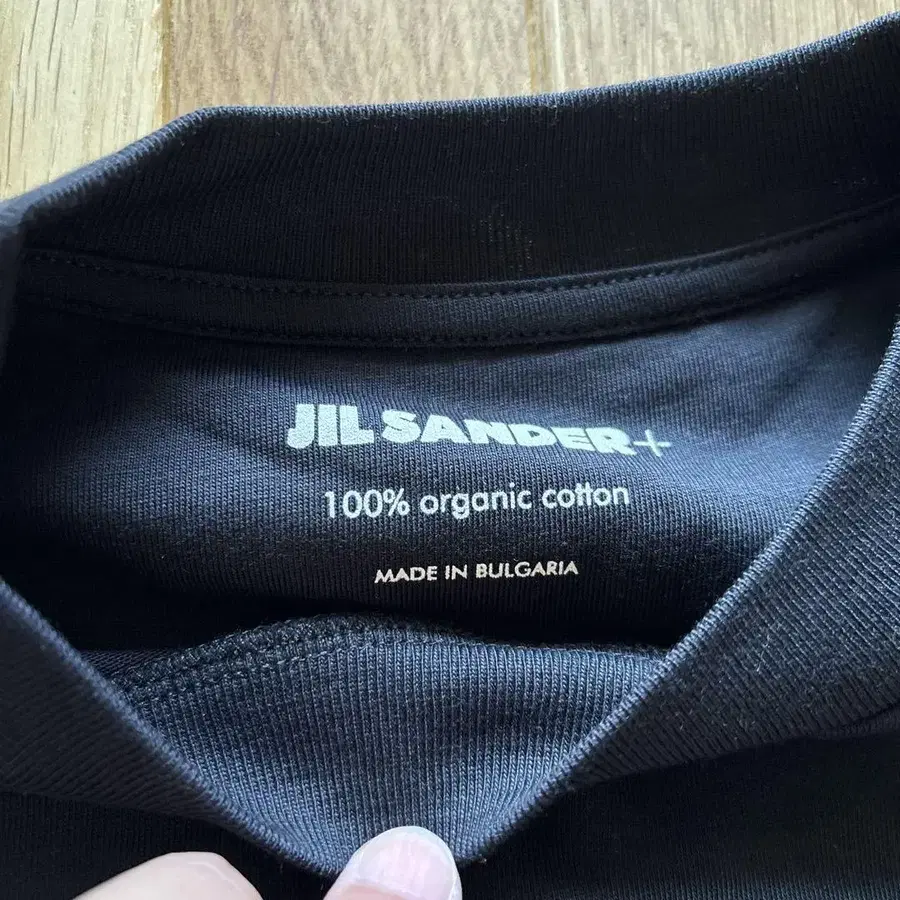 JIL SANDER+
100% organic cotton
MADE IN BULGARIA